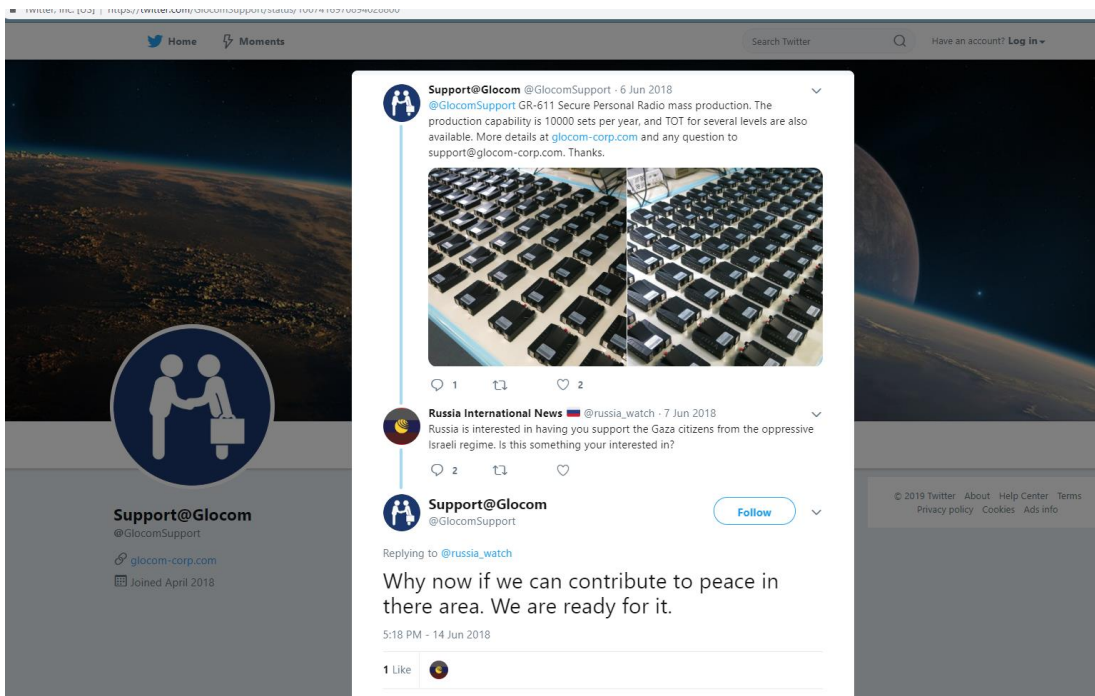 Twitter, Inc. [US] | https://twitter.com/GlocomSupport/status/1007416970894028800
Home Moments Search Twitter Have an account? Log in
Support@Glocom @GlocomSupport · 6 Jun 2018
@GlocomSupport GR-611 Secure Personal Radio mass production. The
production capability is 10000 sets per year, and TOT for several levels are also
available. More details at glocom-corp.com and any question to
support@glocom-corp.com. Thanks.
1 2
Russia International News @russia_watch · 7 Jun 2018
Russia is interested in having you support the Gaza citizens from the oppressive
Israeli regime. Is this something your interested in?
2
Support@Glocom
@GlocomSupport
Follow
Replying to @russia_watch
Why now if we can contribute to peace in
there area. We are ready for it.
5:18 PM - 14 Jun 2018
1 Like
Support@Glocom
@GlocomSupport
glocom-corp.com
Joined April 2018
© 2019 Twitter About Help Center Terms
Privacy policy Cookies Ads info